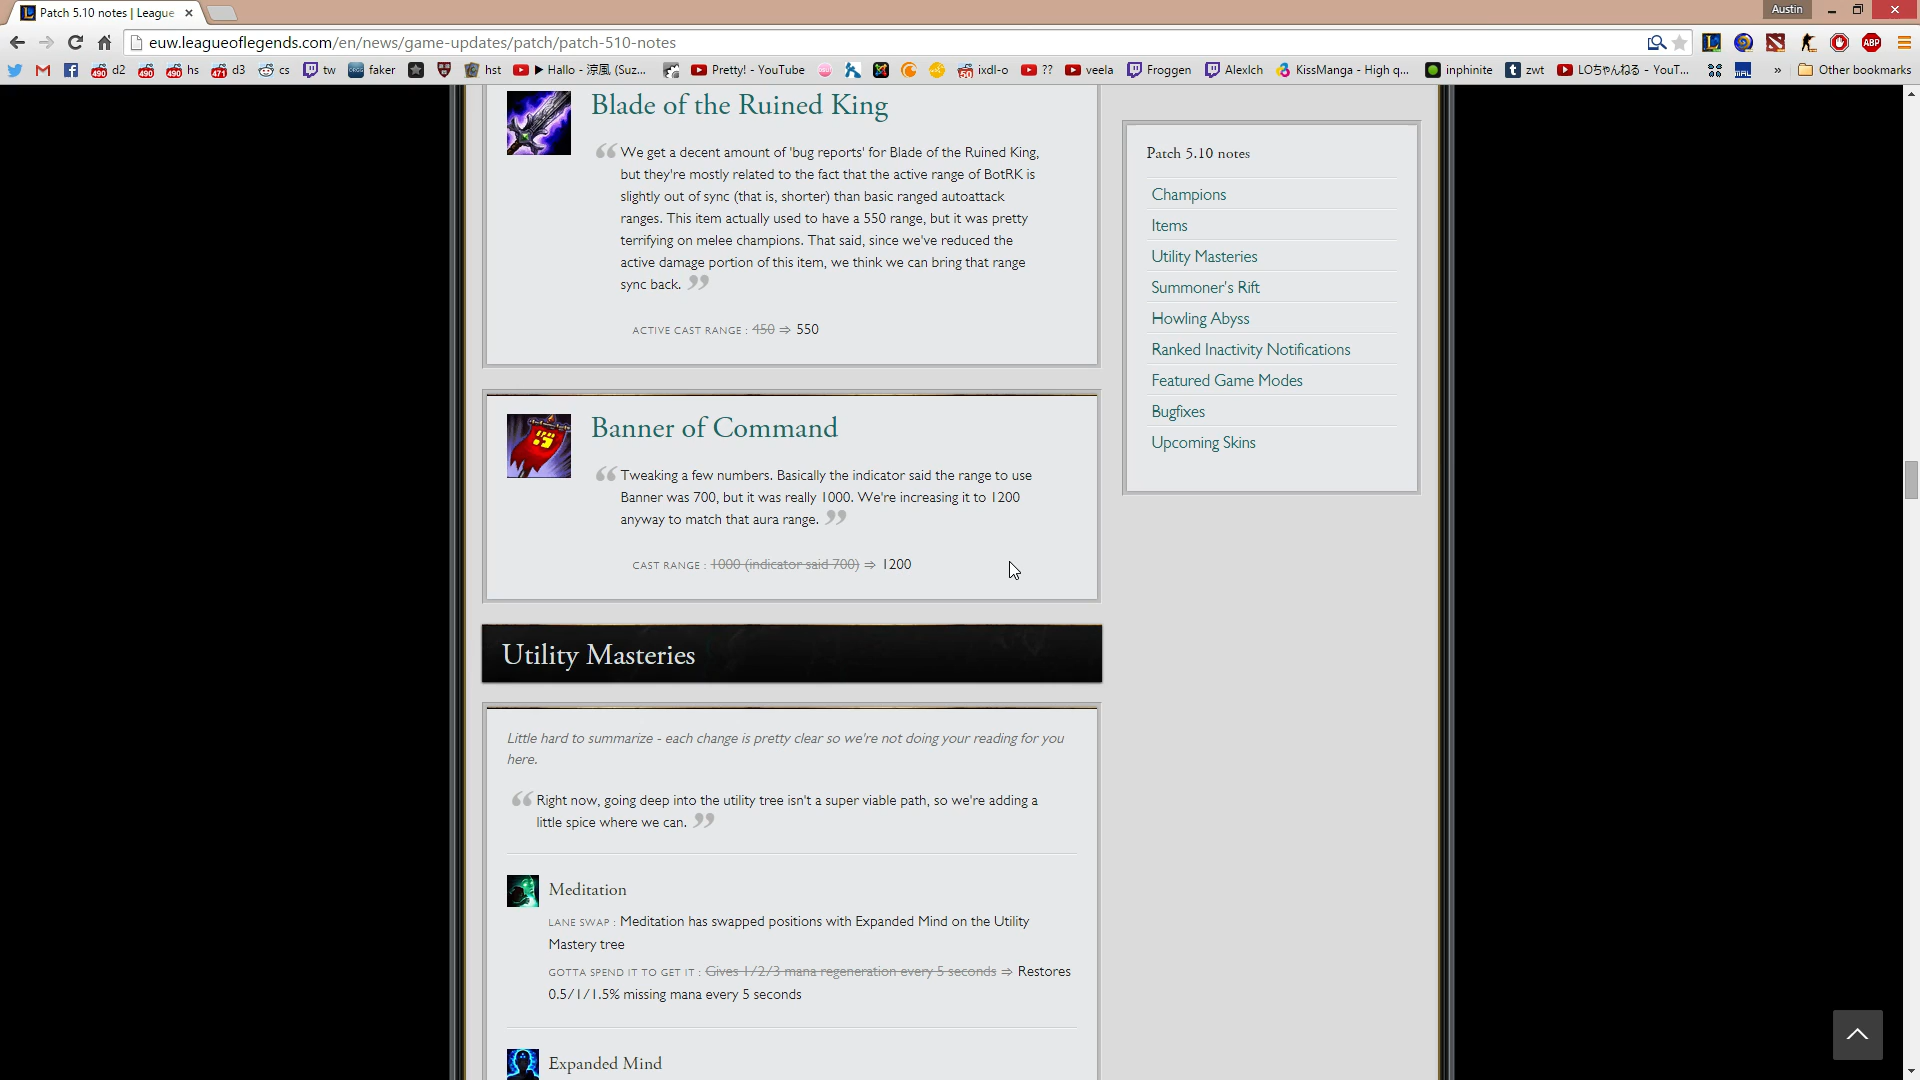 Patch 5.10 notes | League
Austin
euw.leagueoflegends.com/en/news/game-updates/patch/patch-510-notes
ABP
490 d2 490 490 hs 471 d3 cs tw faker hst ▶ Hallo - 涼風 (Suz... Pretty! - YouTube 50 ixdl-o ?? veela Froggen AlexIch KissManga - High q... inphinite zwt LOちゃんねる - YouT... MAL » Other bookmarks
Blade of the Ruined King
We get a decent amount of 'bug reports' for Blade of the Ruined King,
but they're mostly related to the fact that the active range of BotRK is
slightly out of sync (that is, shorter) than basic ranged autoattack
ranges. This item actually used to have a 550 range, but it was pretty
terrifying on melee champions. That said, since we've reduced the
active damage portion of this item, we think we can bring that range
sync back.
ACTIVE CAST RANGE : 450 ⇒ 550
Banner of Command
Tweaking a few numbers. Basically the indicator said the range to use
Banner was 700, but it was really 1000. We're increasing it to 1200
anyway to match that aura range.
CAST RANGE : 1000 (indicator said 700) ⇒ 1200
Utility Masteries
Little hard to summarize - each change is pretty clear so we're not doing your reading for you
here.
Right now, going deep into the utility tree isn't a super viable path, so we're adding a
little spice where we can.
Meditation
LANE SWAP : Meditation has swapped positions with Expanded Mind on the Utility
Mastery tree
GOTTA SPEND IT TO GET IT : Gives 1/2/3 mana regeneration every 5 seconds ⇒ Restores
0.5/1/1.5% missing mana every 5 seconds
Expanded Mind
Patch 5.10 notes
Champions
Items
Utility Masteries
Summoner's Rift
Howling Abyss
Ranked Inactivity Notifications
Featured Game Modes
Bugfixes
Upcoming Skins